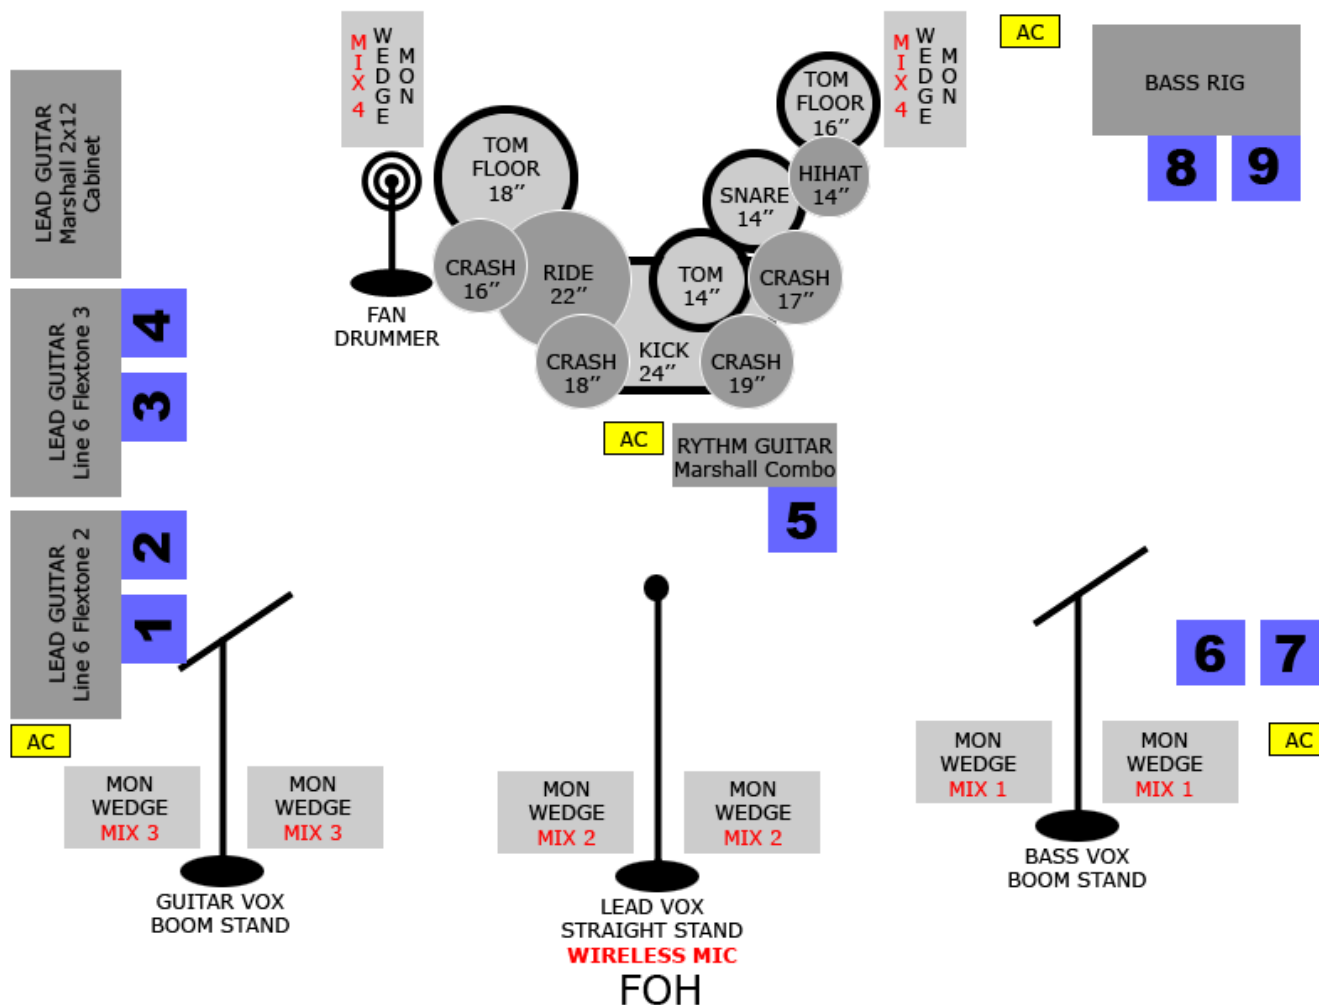 MIX 4
WEDGE
MON
MIX 4
WEDGE
MON
AC
BASS RIG
8
9
LEAD GUITAR
Marshall 2x12
Cabinet
TOM
FLOOR
18”
TOM
FLOOR
16”
HIHAT
14”
SNARE
14”
CRASH
16”
RIDE
22”
TOM
14”
CRASH
17”
FAN
DRUMMER
CRASH
18”
KICK
24”
CRASH
19”
LEAD GUITAR
Line 6 Flextone 3
4
3
AC
RYTHM GUITAR
Marshall Combo
5
LEAD GUITAR
Line 6 Flextone 2
2
1
6
7
AC
AC
MON
WEDGE
MIX 3
MON
WEDGE
MIX 3
MON
WEDGE
MIX 2
MON
WEDGE
MIX 2
MON
WEDGE
MIX 1
MON
WEDGE
MIX 1
GUITAR VOX
BOOM STAND
LEAD VOX
STRAIGHT STAND
WIRELESS MIC
BASS VOX
BOOM STAND
FOH